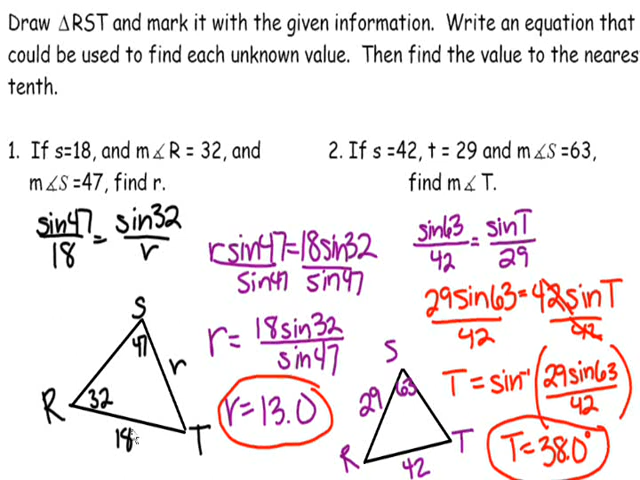 Draw △RST and mark it with the given information. Write an equation that
could be used to find each unknown value. Then find the value to the neares
tenth.
1. If s=18, and m∡R = 32, and
m∡S =47, find r.
sin47/18 = sin32/r
rsin47/sin47 = 18sin32/sin47
r = 18sin32/sin47
r=13.0
S
47
r
R
32
18
T
2. If s =42, t = 29 and m∡S =63,
find m∡ T.
sin63/42 = sinT/29
29sin63/42 = 42sinT/42
T = sin⁻¹(29sin63/42)
T=38.0°
S
29
63
R
42
T